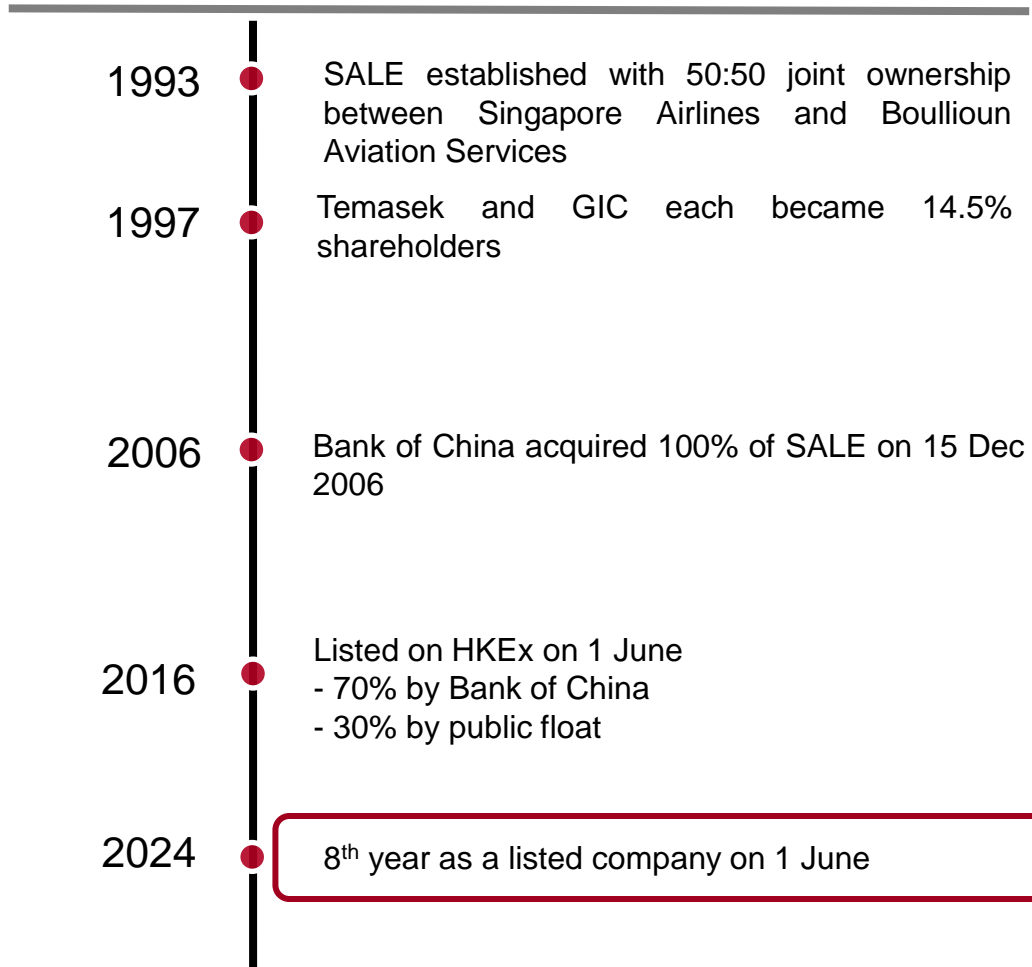 1993
SALE established with 50:50 joint ownership
between Singapore Airlines and Boullioun
Aviation Services
1997
Temasek and GIC each became 14.5%
shareholders
2006
Bank of China acquired 100% of SALE on 15 Dec
2006
2016
Listed on HKEx on 1 June
- 70% by Bank of China
- 30% by public float
2024
8th year as a listed company on 1 June